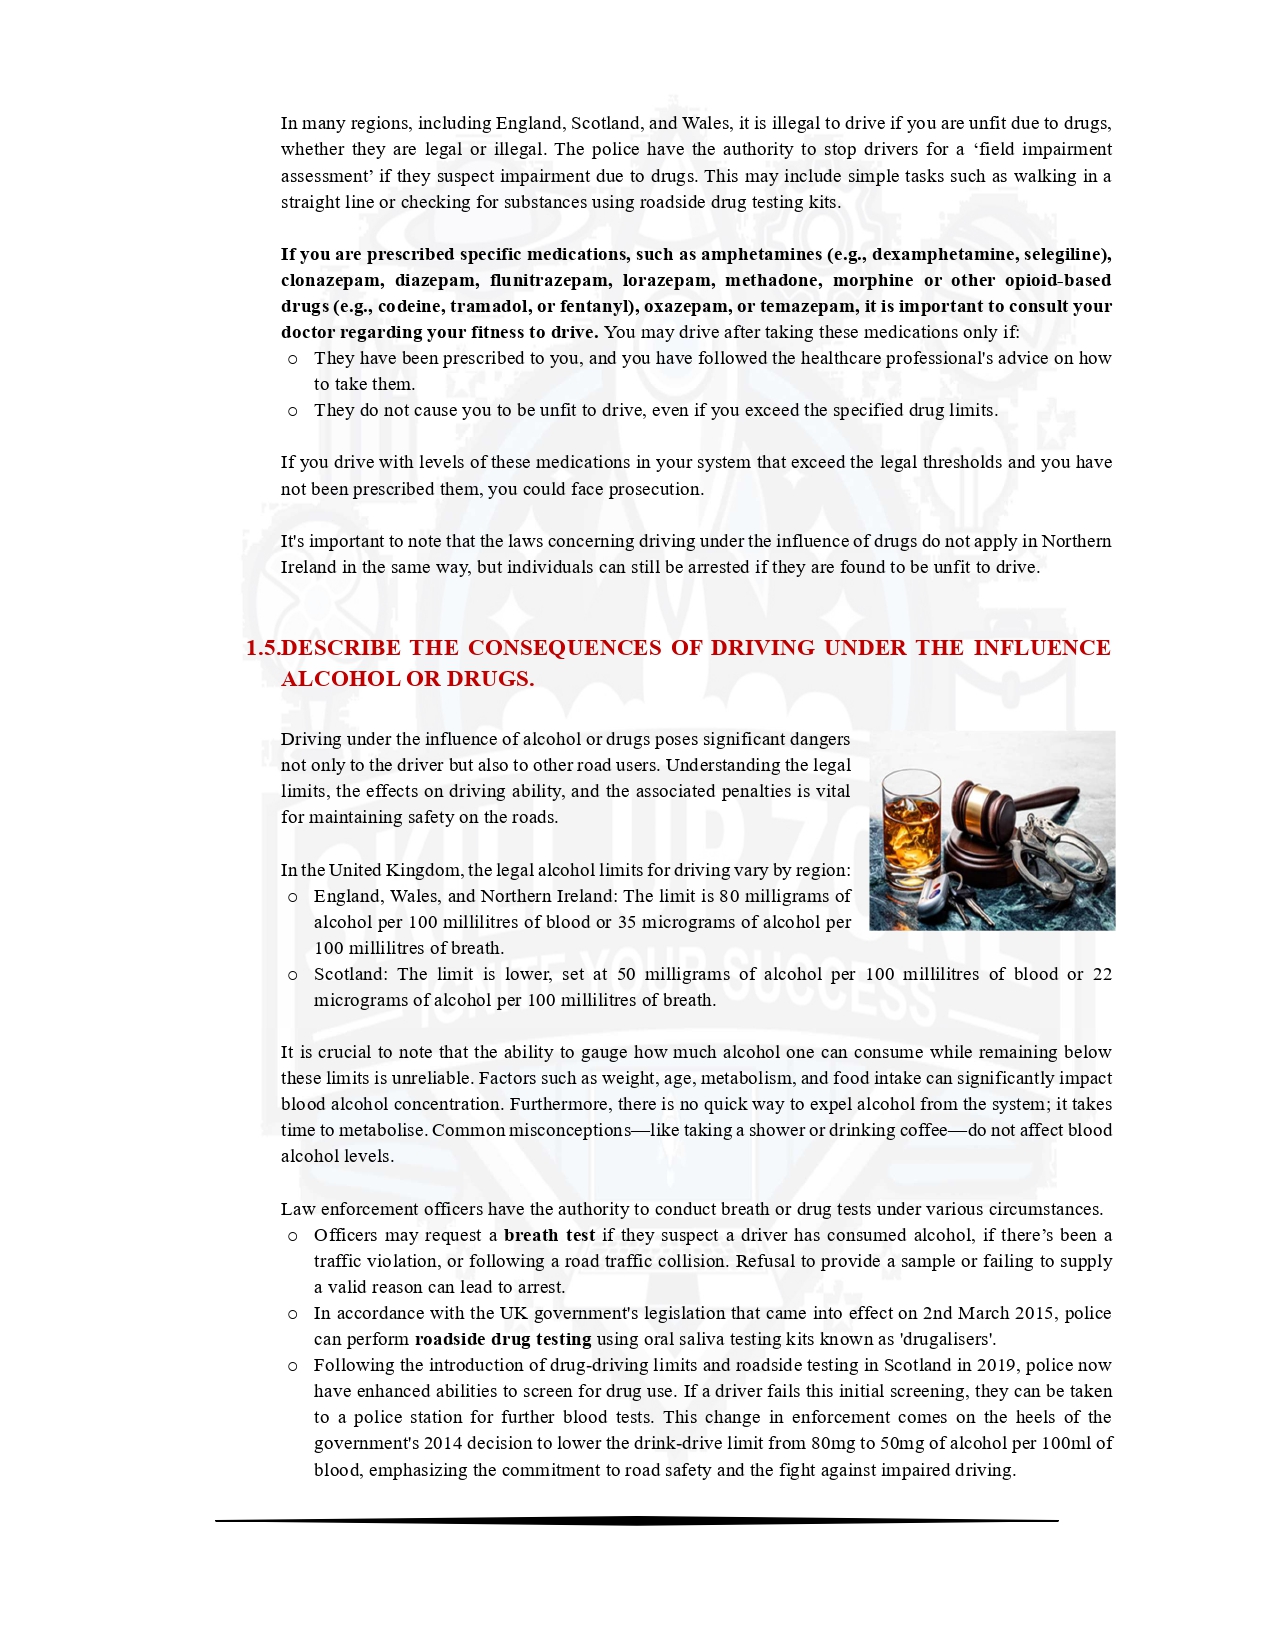 In many regions, including England, Scotland, and Wales, it is illegal to drive if you are unfit due to drugs,
whether they are legal or illegal. The police have the authority to stop drivers for a ‘field impairment
assessment’ if they suspect impairment due to drugs. This may include simple tasks such as walking in a
straight line or checking for substances using roadside drug testing kits.
If you are prescribed specific medications, such as amphetamines (e.g., dexamphetamine, selegiline),
clonazepam, diazepam, flunitrazepam, lorazepam, methadone, morphine or other opioid-based
drugs (e.g., codeine, tramadol, or fentanyl), oxazepam, or temazepam, it is important to consult your
doctor regarding your fitness to drive. You may drive after taking these medications only if:
o They have been prescribed to you, and you have followed the healthcare professional's advice on how
to take them.
o They do not cause you to be unfit to drive, even if you exceed the specified drug limits.
If you drive with levels of these medications in your system that exceed the legal thresholds and you have
not been prescribed them, you could face prosecution.
It's important to note that the laws concerning driving under the influence of drugs do not apply in Northern
Ireland in the same way, but individuals can still be arrested if they are found to be unfit to drive.
1.5.DESCRIBE THE CONSEQUENCES OF DRIVING UNDER THE INFLUENCE
ALCOHOL OR DRUGS.
Driving under the influence of alcohol or drugs poses significant dangers
not only to the driver but also to other road users. Understanding the legal
limits, the effects on driving ability, and the associated penalties is vital
for maintaining safety on the roads.
In the United Kingdom, the legal alcohol limits for driving vary by region:
o England, Wales, and Northern Ireland: The limit is 80 milligrams of
alcohol per 100 millilitres of blood or 35 micrograms of alcohol per
100 millilitres of breath.
o Scotland: The limit is lower, set at 50 milligrams of alcohol per 100 millilitres of blood or 22
micrograms of alcohol per 100 millilitres of breath.
It is crucial to note that the ability to gauge how much alcohol one can consume while remaining below
these limits is unreliable. Factors such as weight, age, metabolism, and food intake can significantly impact
blood alcohol concentration. Furthermore, there is no quick way to expel alcohol from the system; it takes
time to metabolise. Common misconceptions—like taking a shower or drinking coffee—do not affect blood
alcohol levels.
Law enforcement officers have the authority to conduct breath or drug tests under various circumstances.
o Officers may request a breath test if they suspect a driver has consumed alcohol, if there’s been a
traffic violation, or following a road traffic collision. Refusal to provide a sample or failing to supply
a valid reason can lead to arrest.
o In accordance with the UK government's legislation that came into effect on 2nd March 2015, police
can perform roadside drug testing using oral saliva testing kits known as 'drugalisers'.
o Following the introduction of drug-driving limits and roadside testing in Scotland in 2019, police now
have enhanced abilities to screen for drug use. If a driver fails this initial screening, they can be taken
to a police station for further blood tests. This change in enforcement comes on the heels of the
government's 2014 decision to lower the drink-drive limit from 80mg to 50mg of alcohol per 100ml of
blood, emphasizing the commitment to road safety and the fight against impaired driving.
SKILL UP ZONE
IGNITE YOUR SUCCESS